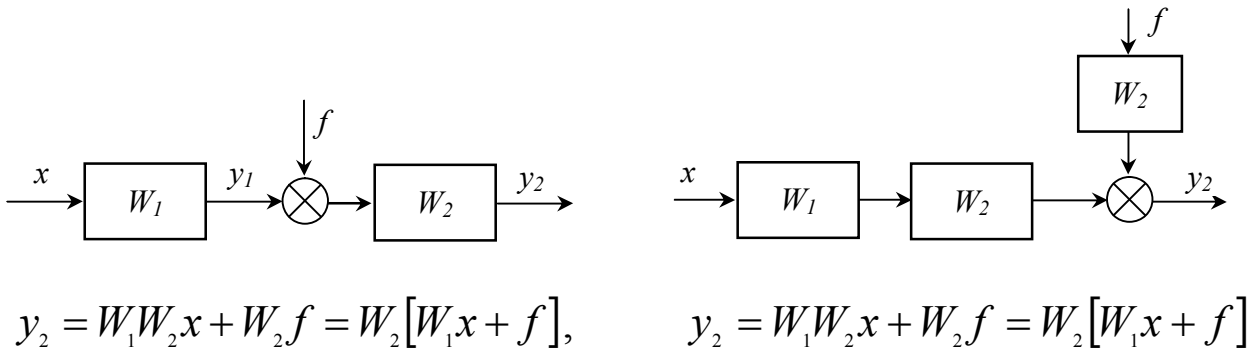 f
W₂
f
x W₁ y₁ W₂ y₂
x W₁ W₂ y₂
y₂ = W₁W₂x + W₂f = W₂[W₁x + f],
y₂ = W₁W₂x + W₂f = W₂[W₁x + f]